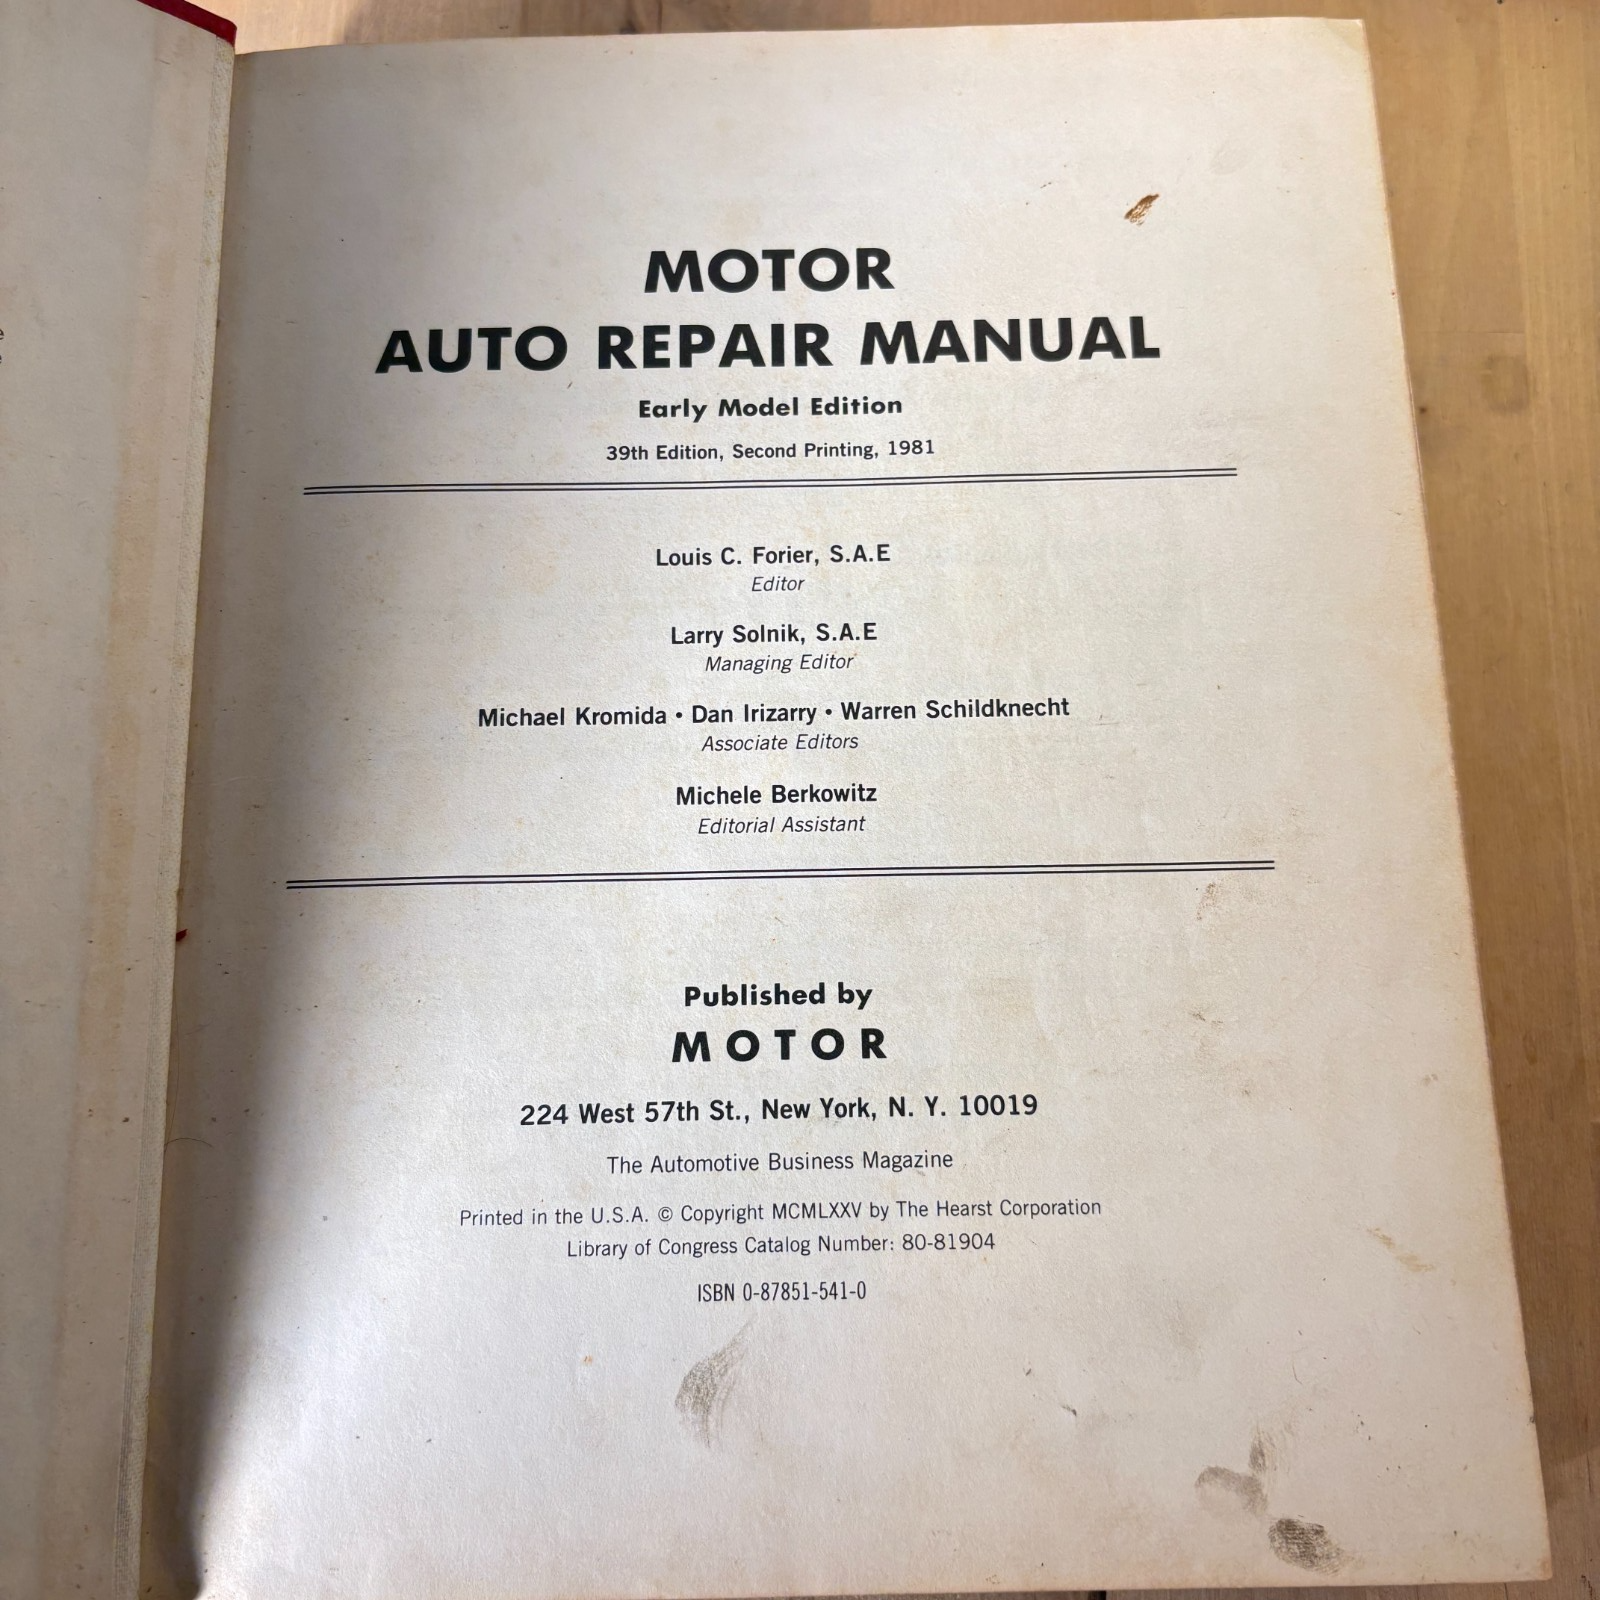 MOTOR
AUTO REPAIR MANUAL
Early Model Edition
39th Edition, Second Printing, 1981
Louis C. Forier, S.A.E
Editor
Larry Solnik, S.A.E
Managing Editor
Michael Kromida • Dan Irizarry • Warren Schildknecht
Associate Editors
Michele Berkowitz
Editorial Assistant
Published by
MOTOR
224 West 57th St., New York, N. Y. 10019
The Automotive Business Magazine
Printed in the U.S.A. © Copyright MCMLXXV by The Hearst Corporation
Library of Congress Catalog Number: 80-81904
ISBN 0-87851-541-0